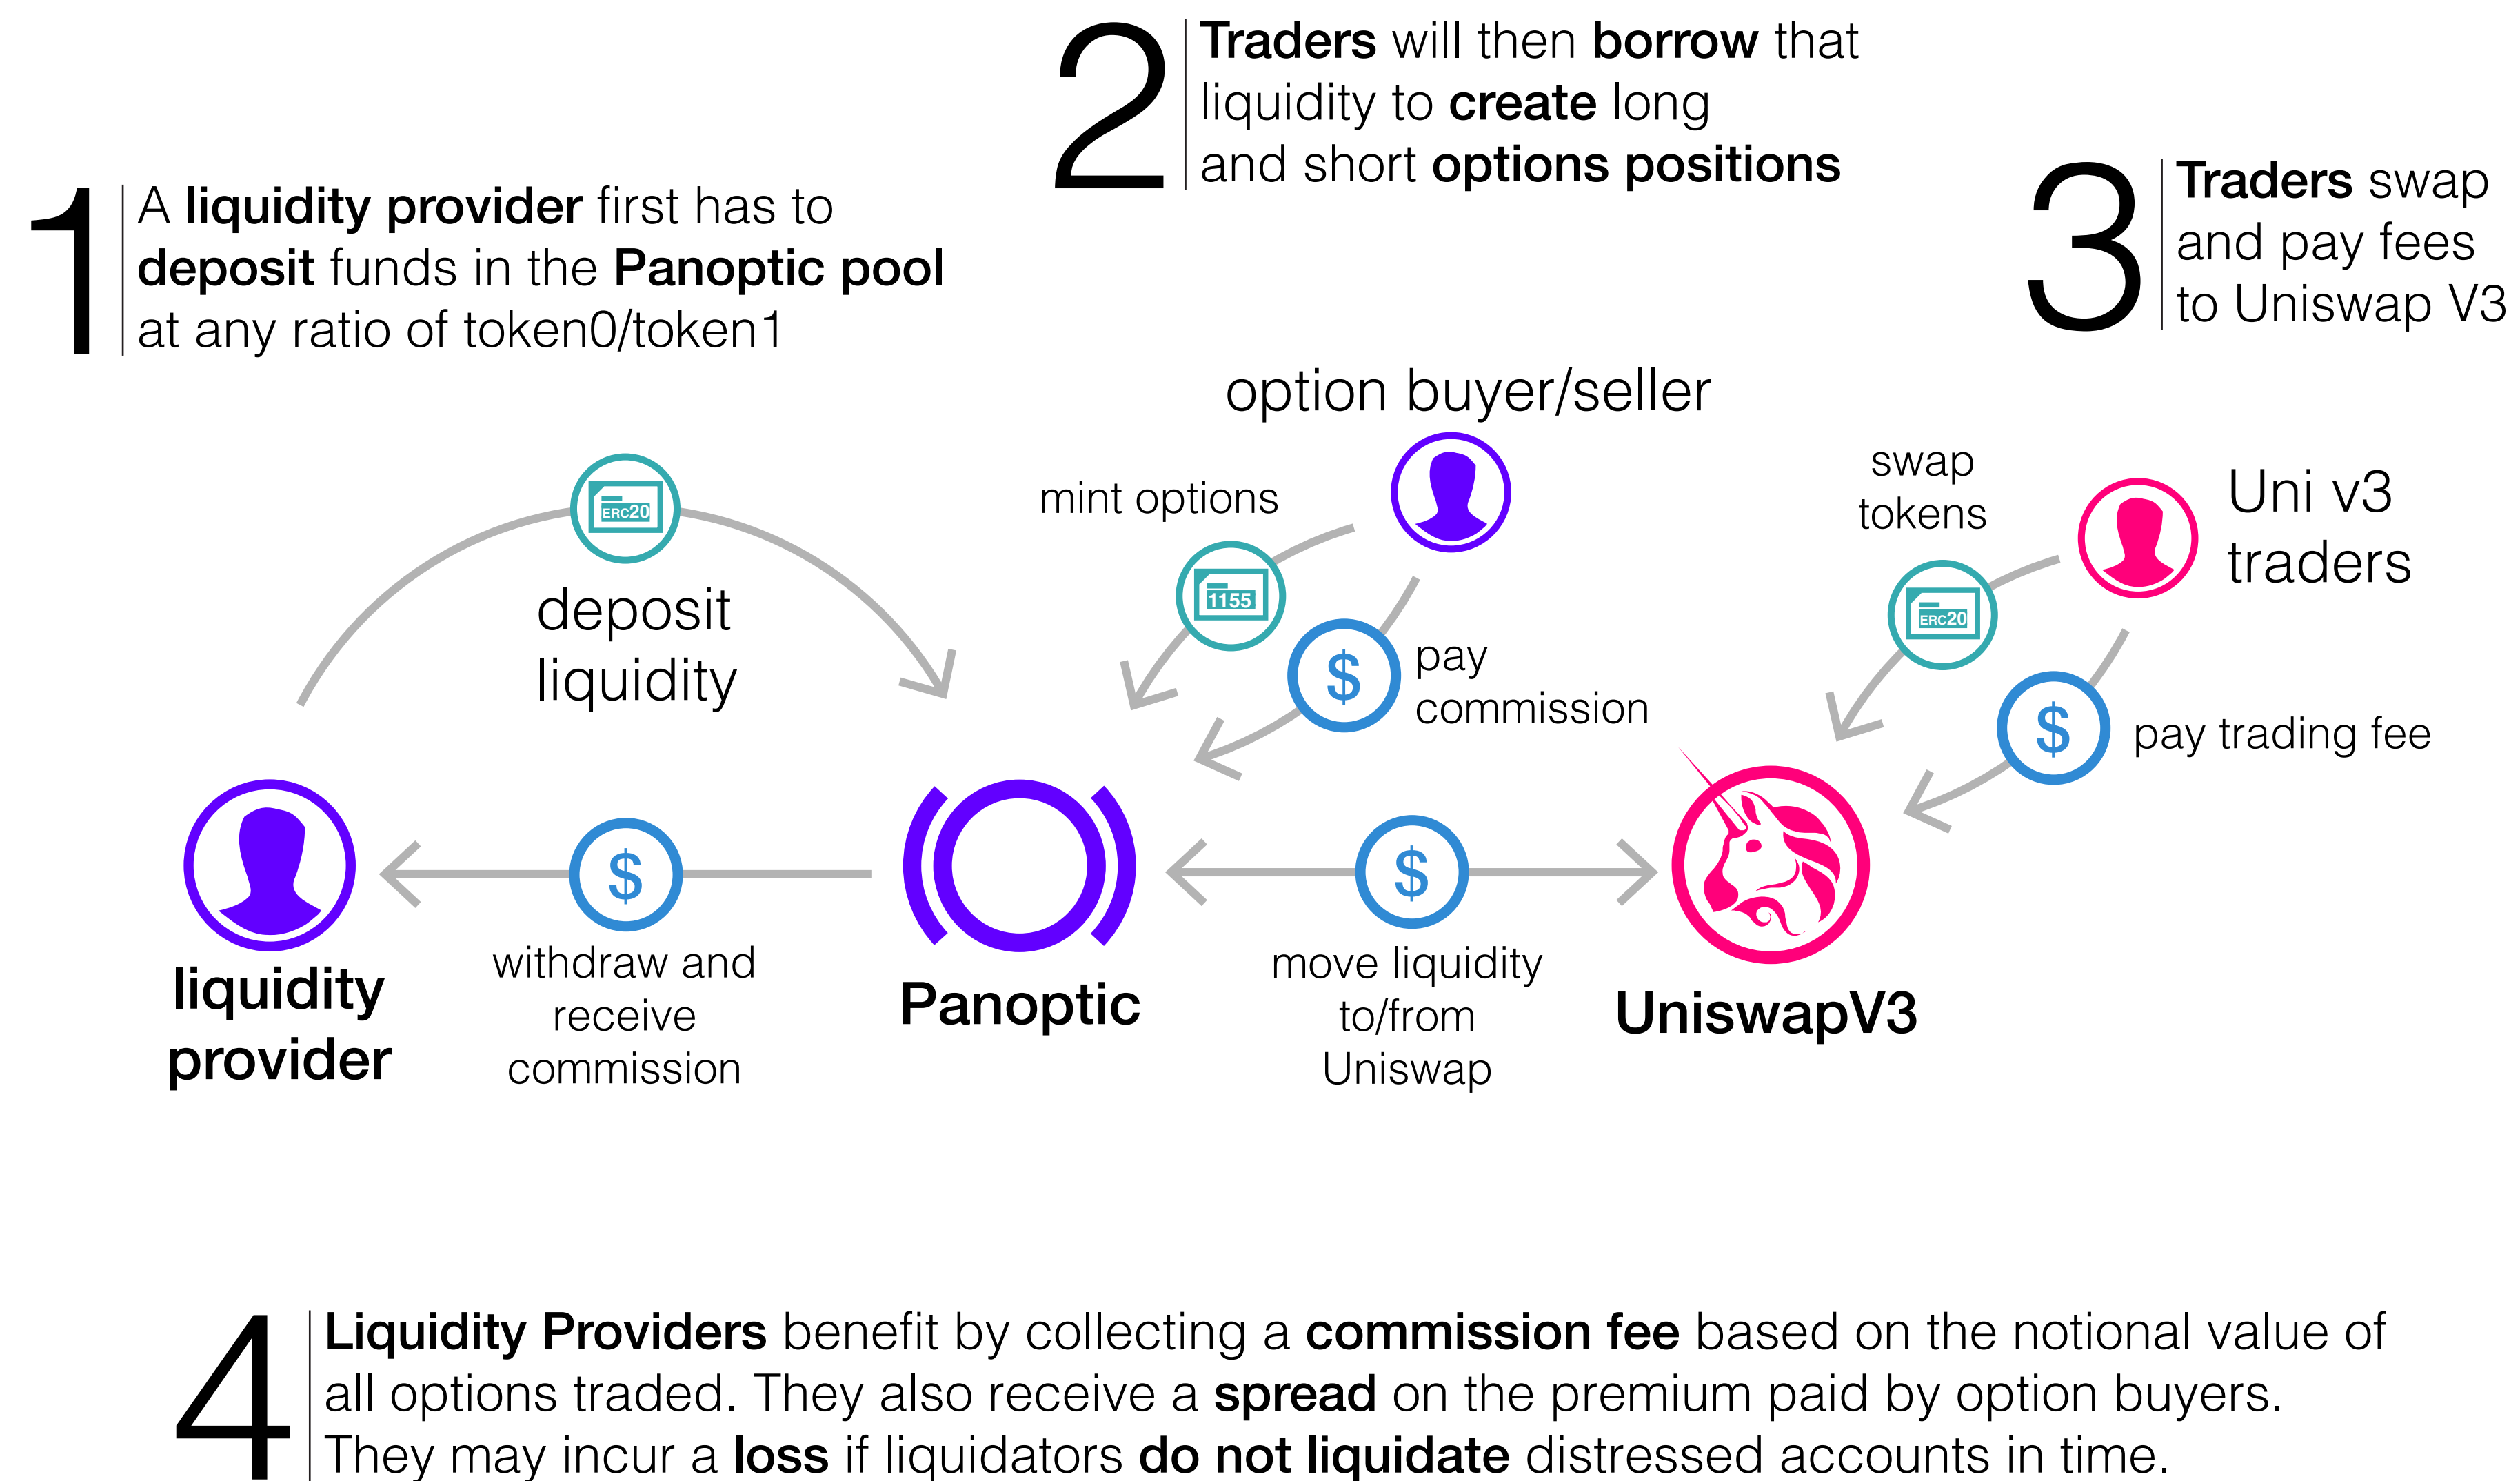 1
A liquidity provider first has to
deposit funds in the Panoptic pool
at any ratio of token0/token1
2
Traders will then borrow that
liquidity to create long
and short options positions
3
Traders swap
and pay fees
to Uniswap V3
option buyer/seller
mint options
1155
$
pay
commission
swap
tokens
ERC20
Uni v3
traders
$
pay trading fee
ERC20
deposit
liquidity
liquidity
provider
$
withdraw and
receive
commission
Panoptic
$
move liquidity
to/from
Uniswap
UniswapV3
4
Liquidity Providers benefit by collecting a commission fee based on the notional value of
all options traded. They also receive a spread on the premium paid by option buyers.
They may incur a loss if liquidators do not liquidate distressed accounts in time.